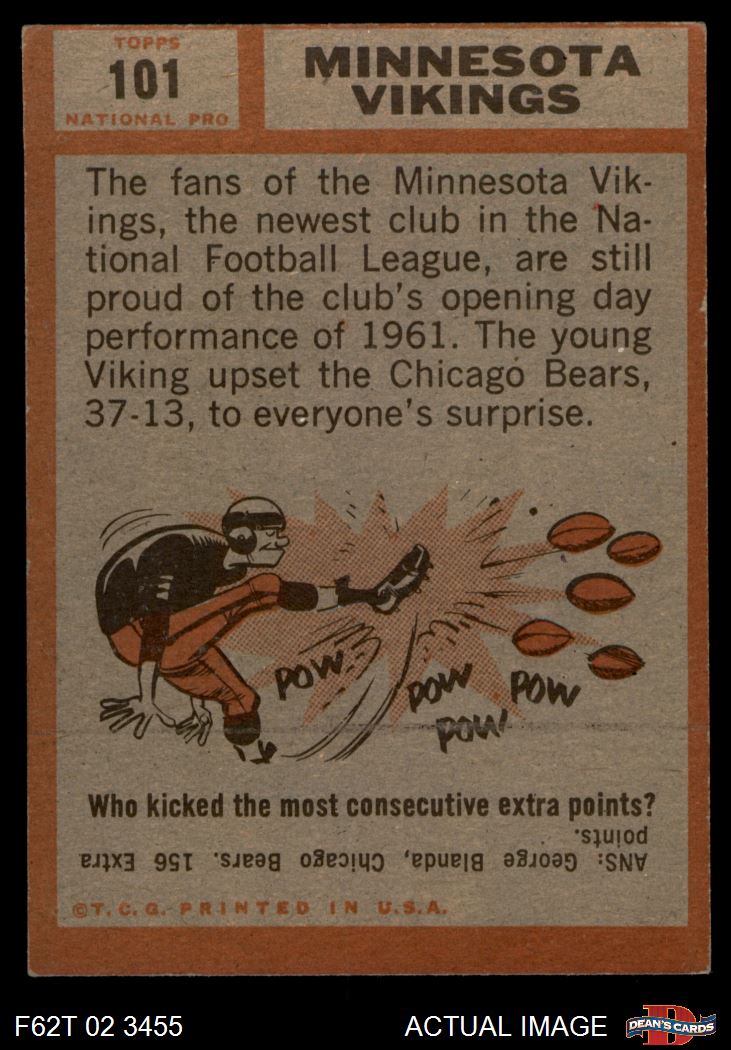 TOPPS
101
NATIONAL PRO
MINNESOTA
VIKINGS
The fans of the Minnesota Vik-
ings, the newest club in the Na-
tional Football League, are still
proud of the club's opening day
performance of 1961. The young
Viking upset the Chicago Bears,
37-13, to everyone's surprise.
POW
POW
POW
POW
Who kicked the most consecutive extra points?
ANS: George Blanda, Chicago Bears. 156 Extra
points.
©T.C.G. PRINTED IN U.S.A.
F62T 02 3455
ACTUAL IMAGE
DEAN'S CARDS